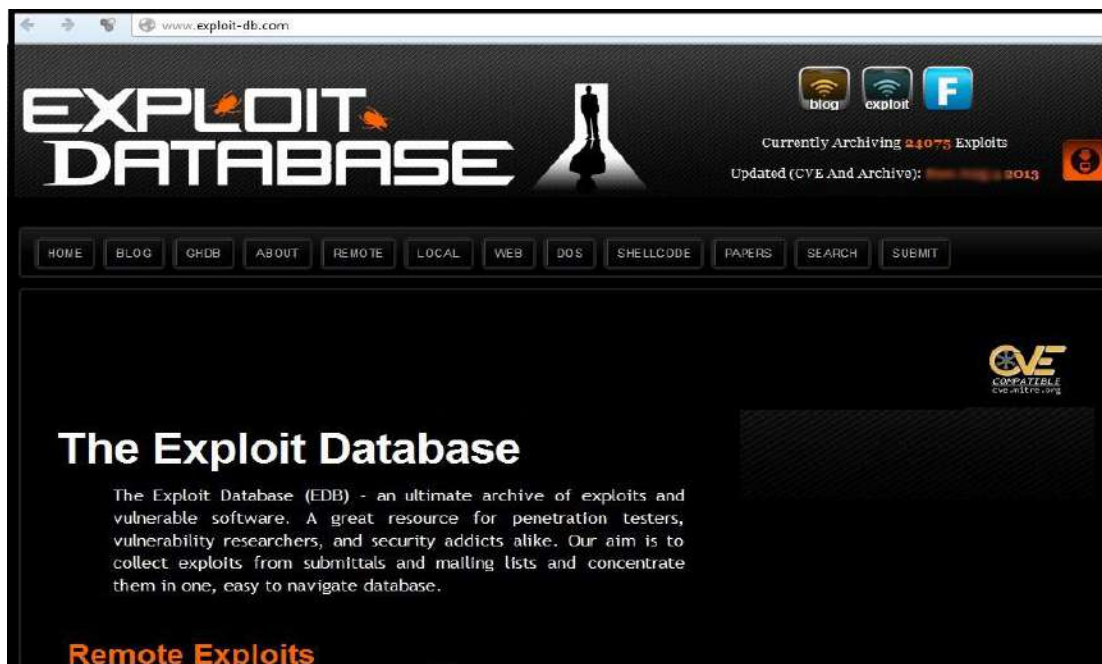 www.exploit-db.com
EXPLOIT
DATABASE
blog
exploit
F
Currently Archiving 24075 Exploits
Updated (CVE And Archive): 2013
HOME BLOG GHDB ABOUT REMOTE LOCAL WEB DOS SHELLCODE PAPERS SEARCH SUBMIT
CVE
COMPATIBLE
cve.mitre.org
The Exploit Database
The Exploit Database (EDB) - an ultimate archive of exploits and
vulnerable software. A great resource for penetration testers,
vulnerability researchers, and security addicts alike. Our aim is to
collect exploits from submittals and mailing lists and concentrate
them in one, easy to navigate database.
Remote Exploits